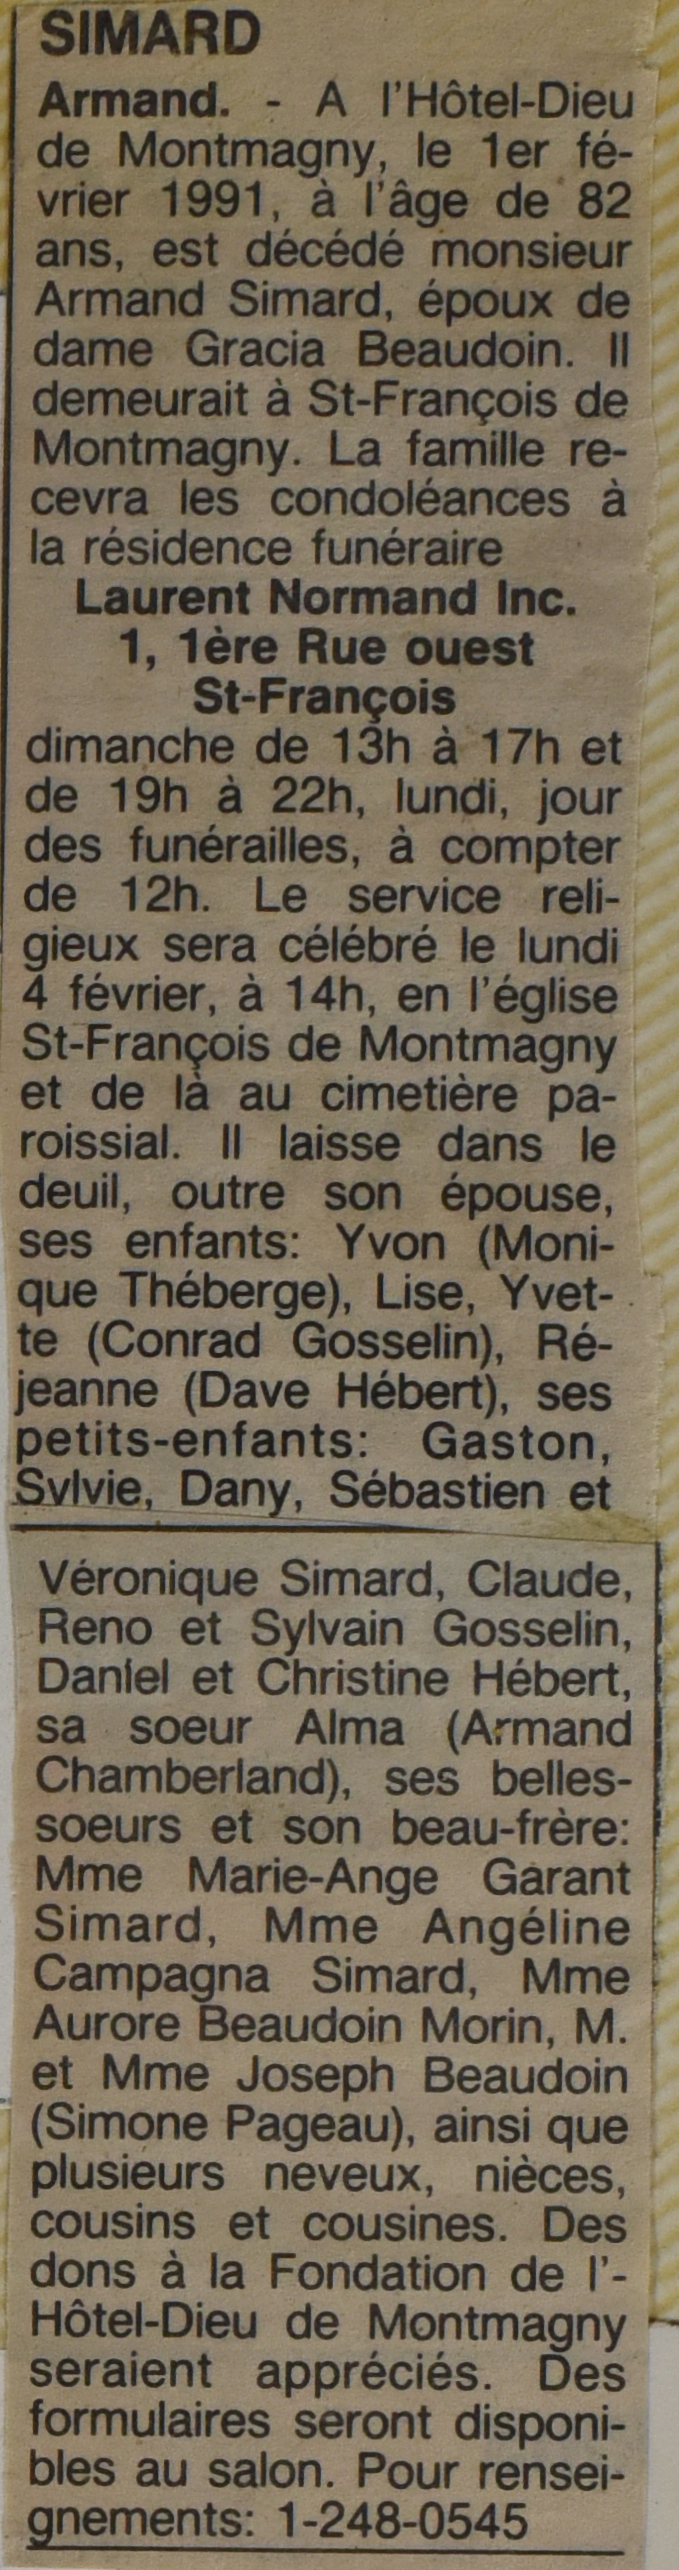 SIMARD
Armand. - A l'Hôtel-Dieu
de Montmagny, le 1er fé-
vrier 1991, à l'âge de 82
ans, est décédé monsieur
Armand Simard, époux de
dame Gracia Beaudoin. Il
demeurait à St-François de
Montmagny. La famille re-
cevra les condoléances à
la résidence funéraire
Laurent Normand Inc.
1, 1ère Rue ouest
St-François
dimanche de 13h à 17h et
de 19h à 22h, lundi, jour
des funérailles, à compter
de 12h. Le service reli-
gieux sera célébré le lundi
4 février, à 14h, en l'église
St-François de Montmagny
et de là au cimetière pa-
roissial. Il laisse dans le
deuil, outre son épouse,
ses enfants: Yvon (Moni-
que Théberge), Lise, Yvet-
te (Conrad Gosselin), Ré-
jeanne (Dave Hébert), ses
petits-enfants: Gaston,
Sylvie, Dany, Sébastien et
Véronique Simard, Claude,
Reno et Sylvain Gosselin,
Daniel et Christine Hébert,
sa soeur Alma (Armand
Chamberland), ses belles-
soeurs et son beau-frère:
Mme Marie-Ange Garant
Simard, Mme Angéline
Campagna Simard, Mme
Aurore Beaudoin Morin, M.
et Mme Joseph Beaudoin
(Simone Pageau), ainsi que
plusieurs neveux, nièces,
cousins et cousines. Des
dons à la Fondation de l'-
Hôtel-Dieu de Montmagny
seraient appréciés. Des
formulaires seront disponi-
bles au salon. Pour rensei-
gnements: 1-248-0545